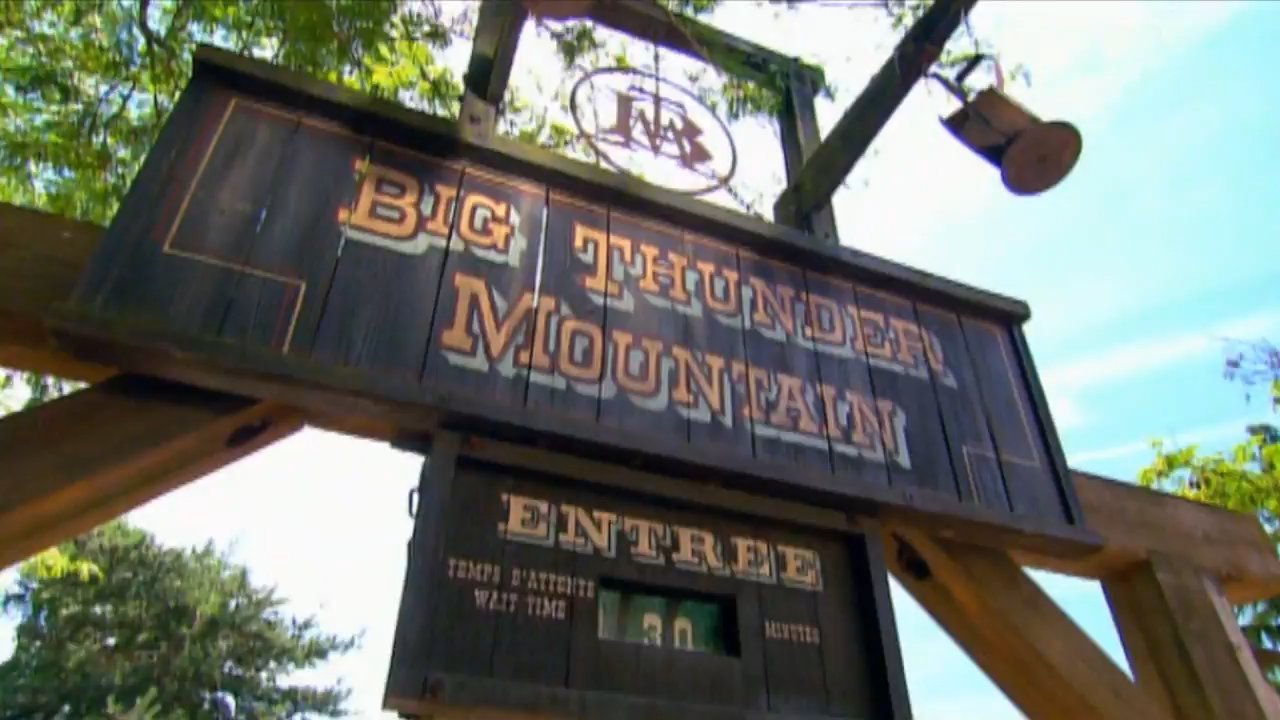 BIG THUNDER
MOUNTAIN
ENTREE
TEMPS D'ATTENTE
WAIT TIME
30
MINUTES